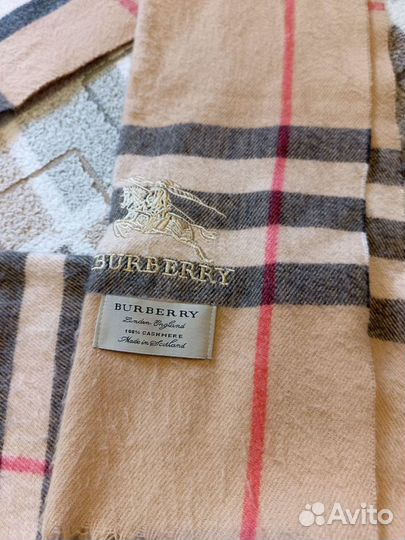 BURBERRY
BURBERRY
London England
100% CASHMERE
Made in Scotland
Avito